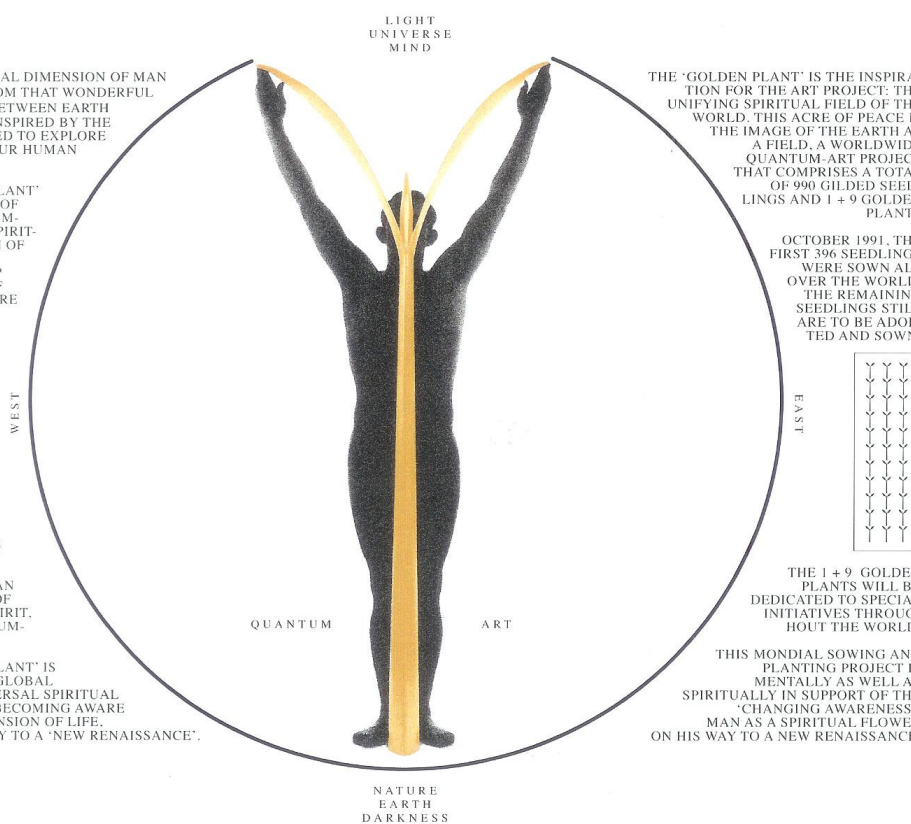 LIGHT
UNIVERSE
MIND
AL DIMENSION OF MAN
OM THAT WONDERFUL
ETWEEN EARTH
NSPIRED BY THE
ED TO EXPLORE
UR HUMAN
LANT’
OF
M-
PIRIT-
OF
RE
WEST
AN
OF
IRIT,
UM-
LANT’ IS
GLOBAL
ERSAL SPIRITUAL
BECOMING AWARE
NSION OF LIFE,
Y TO A ‘NEW RENAISSANCE’.
QUANTUM ART
NATURE
EARTH
DARKNESS
THE ‘GOLDEN PLANT’ IS THE INSPIRA
TION FOR THE ART PROJECT: TH
UNIFYING SPIRITUAL FIELD OF TH
WORLD. THIS ACRE OF PEACE I
THE IMAGE OF THE EARTH A
A FIELD, A WORLDWID
QUANTUM-ART PROJEC
THAT COMPRISES A TOTA
OF 990 GILDED SEED
LINGS AND 1 + 9 GOLDE
PLANT
OCTOBER 1991, TH
FIRST 396 SEEDLING
WERE SOWN AL
OVER THE WORL
THE REMAININ
SEEDLINGS STIL
ARE TO BE ADOP
TED AND SOWN
EAST
THE 1 + 9 GOLDE
PLANTS WILL B
DEDICATED TO SPECIA
INITIATIVES THROUG
HOUT THE WORL
THIS MONDIAL SOWING AN
PLANTING PROJECT I
MENTALLY AS WELL A
SPIRITUALLY IN SUPPORT OF TH
‘CHANGING AWARENESS
MAN AS A SPIRITUAL FLOWE
ON HIS WAY TO A NEW RENAISSANC